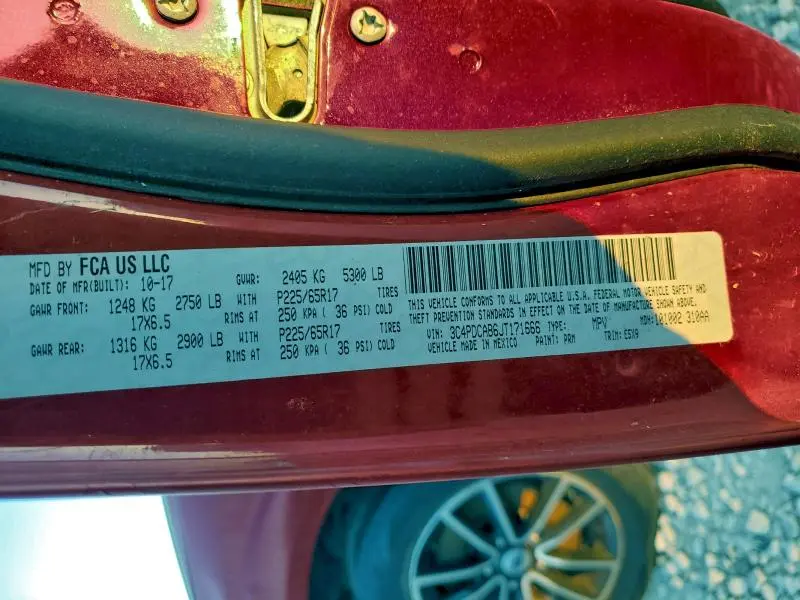 MFD BY FCA US LLC
DATE OF MFR(BUILT): 10-17 GVWR: 2405 KG 5300 LB
GAWR FRONT: 1248 KG 2750 LB WITH P225/65R17 TIRES
17X6.5 RIMS AT 250 KPA ( 36 PSI) COLD
GAWR REAR: 1316 KG 2900 LB WITH P225/65R17 TIRES
17X6.5 RIMS AT 250 KPA ( 36 PSI) COLD
THIS VEHICLE CONFORMS TO ALL APPLICABLE U.S.A. FEDERAL MOTOR VEHICLE SAFETY AND
THEFT PREVENTION STANDARDS IN EFFECT ON THE DATE OF MANUFACTURE SHOWN ABOVE.
VIN: 3C4PDCAB6JT171666 TYPE: MPV MDH:101002 310AA
VEHICLE MADE IN MEXICO PAINT: PRM TRIM: E5X9